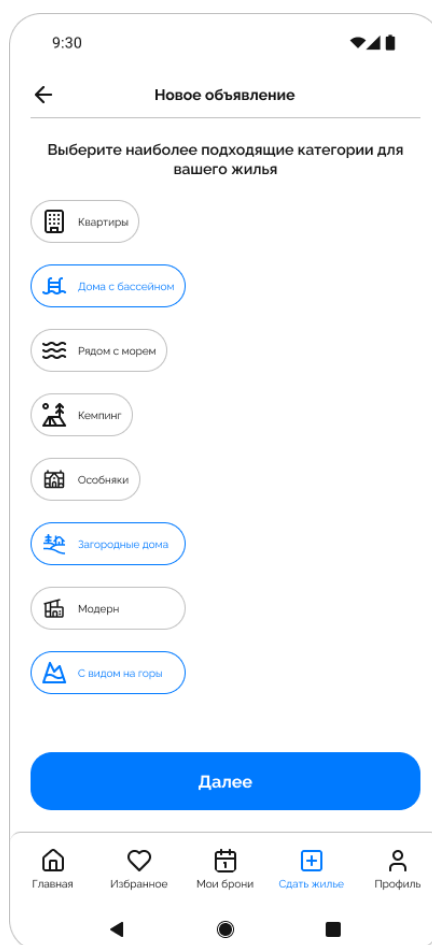 9:30
Новое объявление
Выберите наиболее подходящие категории для
вашего жилья
Квартиры
Дома с бассейном
Рядом с морем
Кемпинг
Особняки
Загородные дома
Модерн
С видом на горы
Далее
1
Главная Избранное Мои брони Сдать жилье Профиль